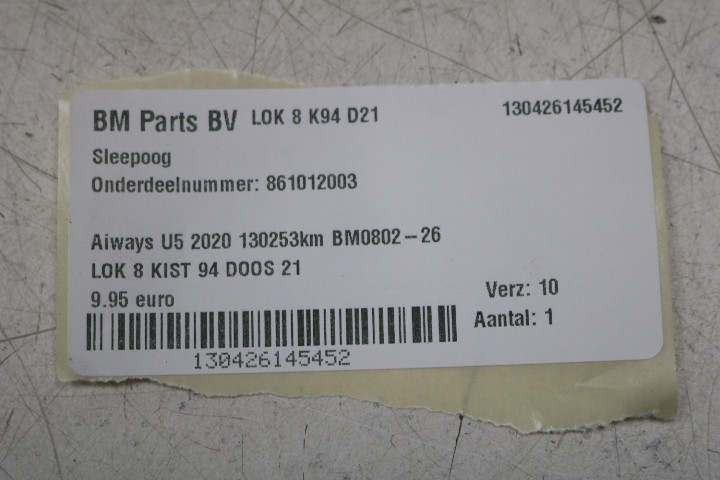 BM Parts BV LOK 8 K94 D21 130426145452
Sleepoog
Onderdeelnummer: 861012003
Aiways U5 2020 130253km BM0802-26
LOK 8 KIST 94 DOOS 21
9.95 euro Verz: 10
Aantal: 1
130426145452